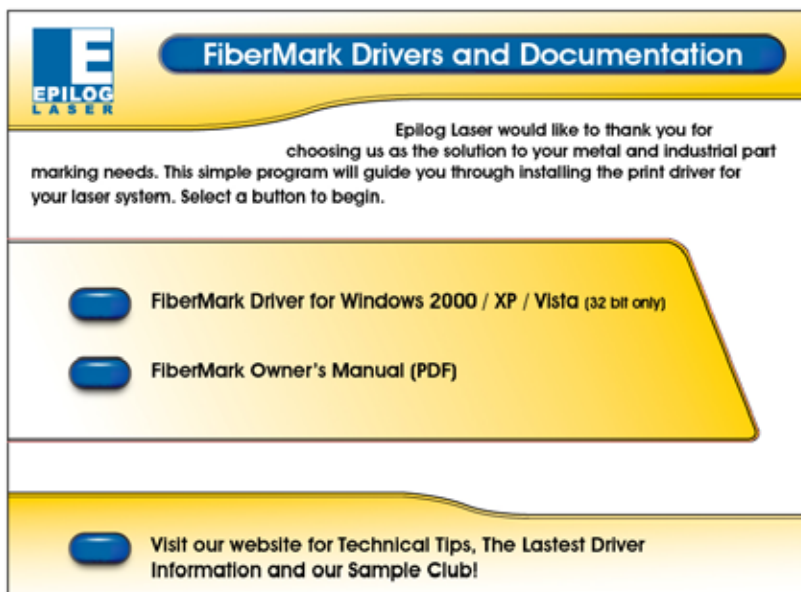 EPILOG
LASER
FiberMark Drivers and Documentation
Epilog Laser would like to thank you for
choosing us as the solution to your metal and industrial part
marking needs. This simple program will guide you through installing the print driver for
your laser system. Select a button to begin.
FiberMark Driver for Windows 2000 / XP / Vista (32 bit only)
FiberMark Owner's Manual (PDF)
Visit our website for Technical Tips, The Lastest Driver
Information and our Sample Club!